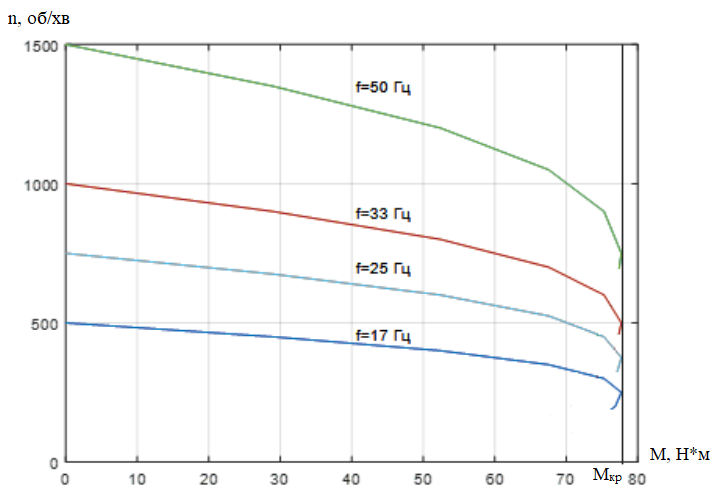 n, об/хв
1500
f=50 Гц
1000
f=33 Гц
f=25 Гц
500
f=17 Гц
0
M, Н*м
0 10 20 30 40 50 60 70 Mкр 80